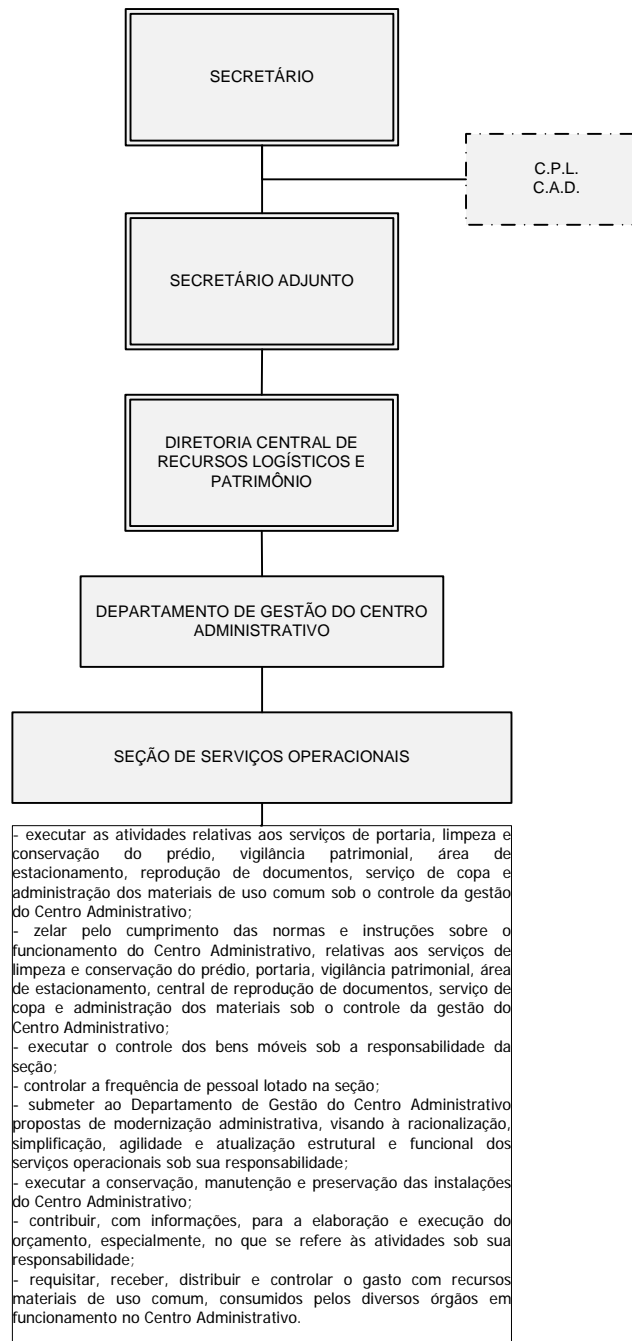 SECRETÁRIO
C.P.L.
C.A.D.
SECRETÁRIO ADJUNTO
DIRETORIA CENTRAL DE
RECURSOS LOGÍSTICOS E
PATRIMÔNIO
DEPARTAMENTO DE GESTÃO DO CENTRO
ADMINISTRATIVO
SEÇÃO DE SERVIÇOS OPERACIONAIS
- executar as atividades relativas aos serviços de portaria, limpeza e
conservação do prédio, vigilância patrimonial, área de
estacionamento, reprodução de documentos, serviço de copa e
administração dos materiais de uso comum sob o controle da gestão
do Centro Administrativo;
- zelar pelo cumprimento das normas e instruções sobre o
funcionamento do Centro Administrativo, relativas aos serviços de
limpeza e conservação do prédio, portaria, vigilância patrimonial, área
de estacionamento, central de reprodução de documentos, serviço de
copa e administração dos materiais sob o controle da gestão do
Centro Administrativo;
- executar o controle dos bens móveis sob a responsabilidade da
seção;
- controlar a frequência de pessoal lotado na seção;
- submeter ao Departamento de Gestão do Centro Administrativo
propostas de modernização administrativa, visando à racionalização,
simplificação, agilidade e atualização estrutural e funcional dos
serviços operacionais sob sua responsabilidade;
- executar a conservação, manutenção e preservação das instalações
do Centro Administrativo;
- contribuir, com informações, para a elaboração e execução do
orçamento, especialmente, no que se refere às atividades sob sua
responsabilidade;
- requisitar, receber, distribuir e controlar o gasto com recursos
materiais de uso comum, consumidos pelos diversos órgãos em
funcionamento no Centro Administrativo.